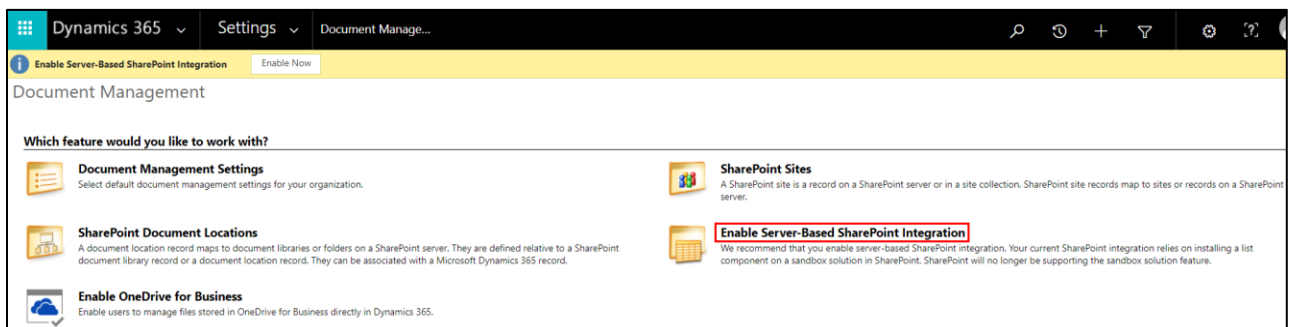 Dynamics 365 Settings Document Manage...
Enable Server-Based SharePoint Integration Enable Now
Document Management
Which feature would you like to work with?
Document Management Settings
Select default document management settings for your organization.
SharePoint Sites
A SharePoint site is a record on a SharePoint server or in a site collection. SharePoint site records map to sites or records on a SharePoint
server.
SharePoint Document Locations
A document location record maps to document libraries or folders on a SharePoint server. They are defined relative to a SharePoint
document library record or a document location record. They can be associated with a Microsoft Dynamics 365 record.
Enable Server-Based SharePoint Integration
We recommend that you enable server-based SharePoint integration. Your current SharePoint integration relies on installing a list
component on a sandbox solution in SharePoint. SharePoint will no longer be supporting the sandbox solution feature.
Enable OneDrive for Business
Enable users to manage files stored in OneDrive for Business directly in Dynamics 365.